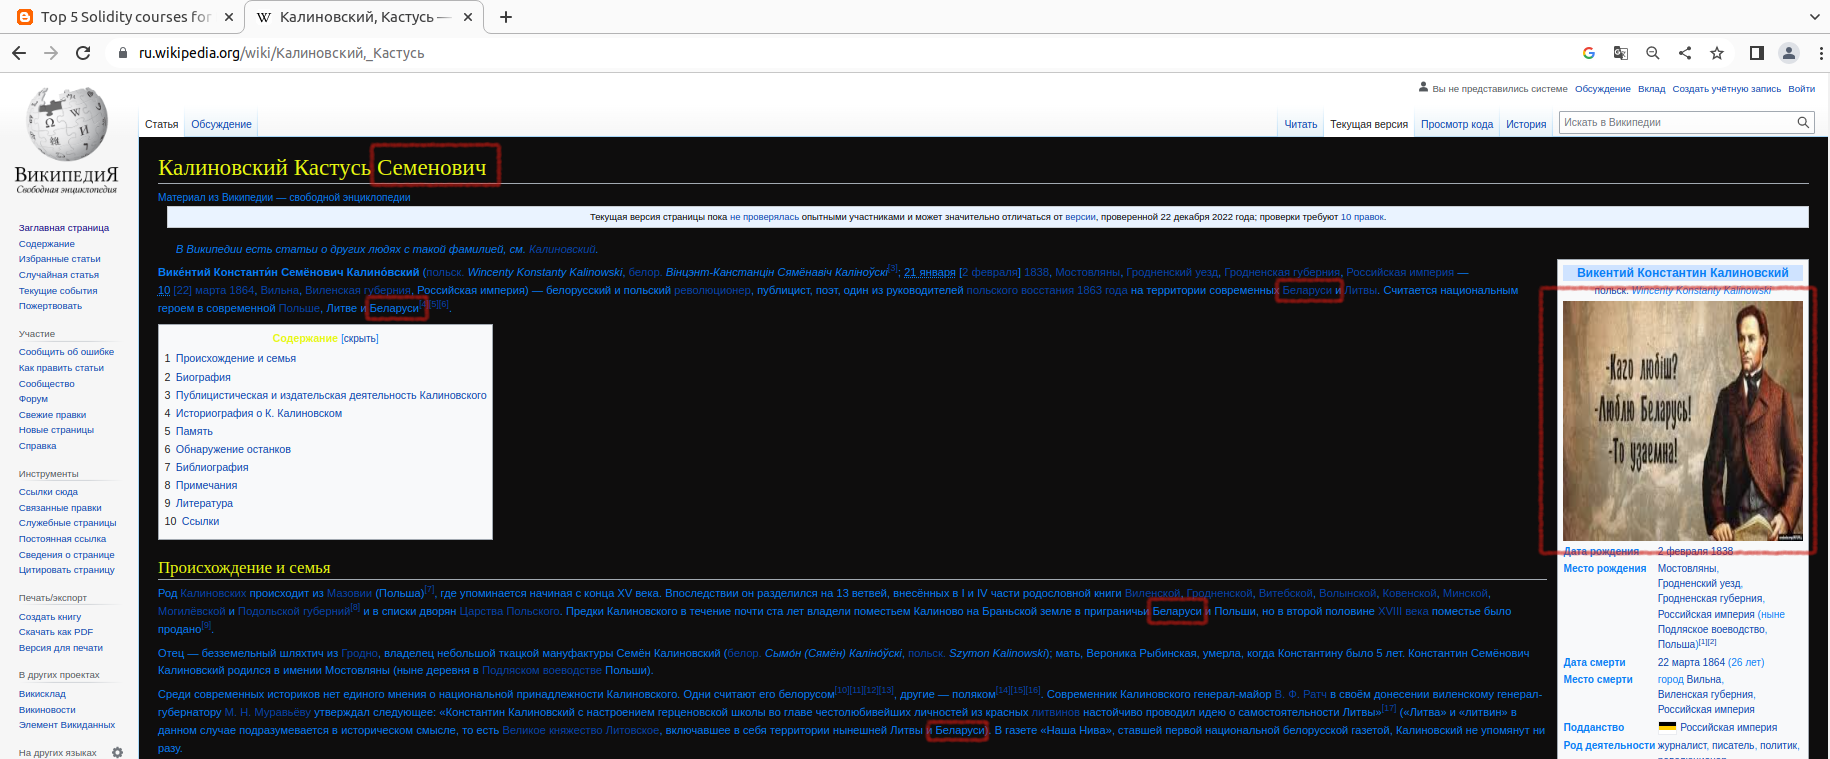 Top 5 Solidity courses for
Калиновский, Кастусь —
ru.wikipedia.org/wiki/Калиновский,_Кастусь
Вы не представились системе Обсуждение Вклад Создать учётную запись Войти
Статья Обсуждение
Читать Текущая версия Просмотр кода История
Искать в Википедии
ВикипедиЯ
Свободная энциклопедия
Заглавная страница
Содержание
Избранные статьи
Случайная статья
Текущие события
Пожертвовать
Участие
Сообщить об ошибке
Как править статьи
Сообщество
Форум
Свежие правки
Новые страницы
Справка
Инструменты
Ссылки сюда
Связанные правки
Служебные страницы
Постоянная ссылка
Сведения о странице
Цитировать страницу
Печать/экспорт
Создать книгу
Скачать как PDF
Версия для печати
В других проектах
Викисклад
Викиновости
Элемент Викиданных
На других языках
Калиновский Кастусь Семенович
Материал из Википедии — свободной энциклопедии
Текущая версия страницы пока не проверялась опытными участниками и может значительно отличаться от версии, проверенной 22 декабря 2022 года; проверки требуют 10 правок.
В Википедии есть статьи о других людях с такой фамилией, см. Калиновский.
Вике́нтий Константи́н Семёнович Калино́вский (польск. Wincenty Konstanty Kalinowski, белор. Вінцэнт-Канстанцін Сямёнавіч Каліноўскі[3]; 21 января [2 февраля] 1838, Мостовляны, Гродненский уезд, Гродненская губерния, Российская империя —
10 [22] марта 1864, Вильна, Виленская губерния, Российская империя) — белорусский и польский революционер, публицист, поэт, один из руководителей польского восстания 1863 года на территории современных Беларуси и Литвы. Считается национальным
героем в современной Польше, Литве и Беларуси[4][5][6].
Содержание [скрыть]
1 Происхождение и семья
2 Биография
3 Публицистическая и издательская деятельность Калиновского
4 Историография о К. Калиновском
5 Память
6 Обнаружение останков
7 Библиография
8 Примечания
9 Литература
10 Ссылки
Происхождение и семья
Род Калиновских происходит из Мазовии (Польша)[7], где упоминается начиная с конца XV века. Впоследствии он разделился на 13 ветвей, внесённых в I и IV части родословной книги Виленской, Гродненской, Витебской, Волынской, Ковенской, Минской,
Могилёвской и Подольской губерний[8] и в списки дворян Царства Польского. Предки Калиновского в течение почти ста лет владели поместьем Калиново на Браньской земле в приграничьи Беларуси и Польши, но в второй половине XVIII века поместье было
продано[9].
Отец — безземельный шляхтич из Гродно, владелец небольшой ткацкой мануфактуры Семён Калиновский (белор. Сымо́н (Сямён) Каліно́ўскі, польск. Szymon Kalinowski); мать, Вероника Рыбинская, умерла, когда Константину было 5 лет. Константин Семёнович
Калиновский родился в имении Мостовляны (ныне деревня в Подляском воеводстве Польши).
Среди современных историков нет единого мнения о национальной принадлежности Калиновского. Одни считают его белорусом[10][11][12][13], другие — поляком[14][15][16]. Современник Калиновского генерал-майор В. Ф. Ратч в своём донесении виленскому генерал-
губернатору М. Н. Муравьёву утверждал следующее: «Константин Калиновский с настроением герценовской школы во главе честолюбивейших личностей из красных литвинов настойчиво проводил идею о самостоятельности Литвы»[17] («Литва» и «литвин» в
данном случае подразумевается в историческом смысле, то есть Великое княжество Литовское, включавшее в себя территории нынешней Литвы и Беларуси). В газете «Наша Нива», ставшей первой национальной белорусской газетой, Калиновский не упомянут ни
разу.
Викентий Константин Калиновский
польск. Wincenty Konstanty Kalinowski
-Каго любіш?
-Люблю Беларусь!
-То узаемна!
Дата рождения 2 февраля 1838
Место рождения Мостовляны,
Гродненский уезд,
Гродненская губерния,
Российская империя (ныне
Подляское воеводство,
Польша)[1][2]
Дата смерти 22 марта 1864 (26 лет)
Место смерти город Вильна,
Виленская губерния,
Российская империя
Подданство Российская империя
Род деятельности журналист, писатель, политик,